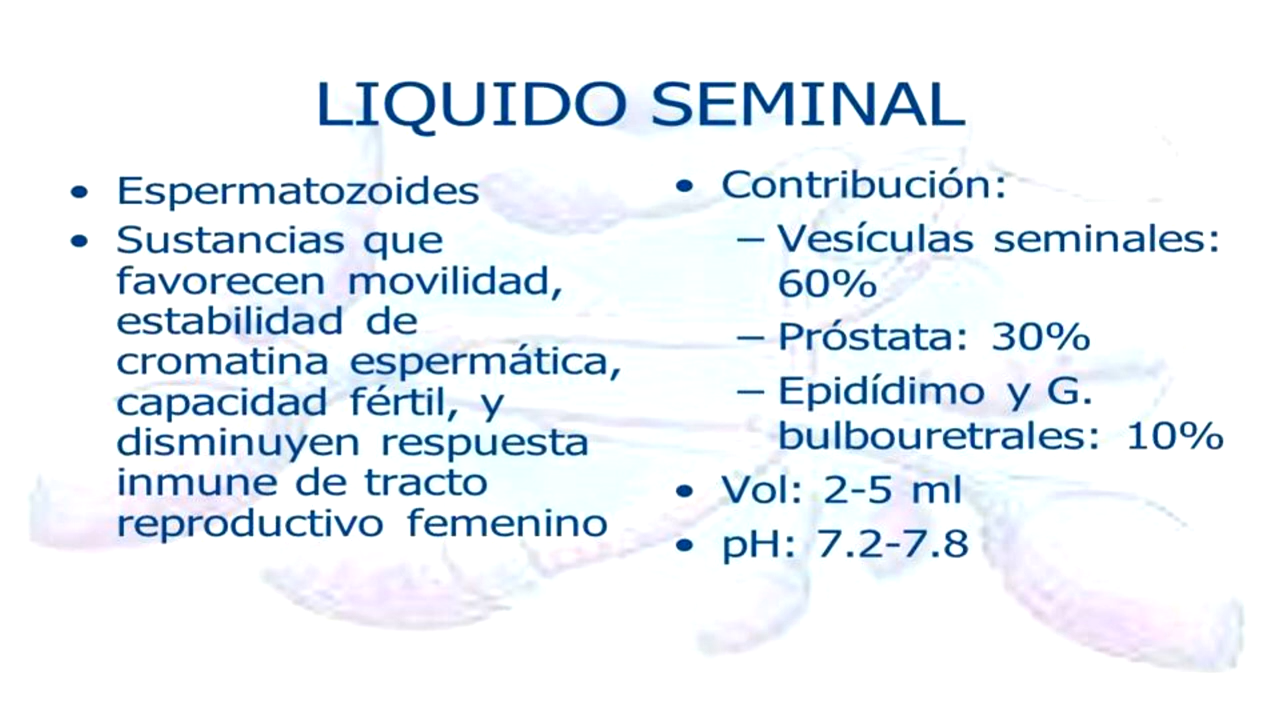 LIQUIDO SEMINAL
• Espermatozoides
• Sustancias que
favorecen movilidad,
estabilidad de
cromatina espermática,
capacidad fértil, y
disminuyen respuesta
inmune de tracto
reproductivo femenino
• Contribución:
– Vesículas seminales:
60%
– Próstata: 30%
– Epidídimo y G.
bulbouretrales: 10%
• Vol: 2-5 ml
• pH: 7.2-7.8